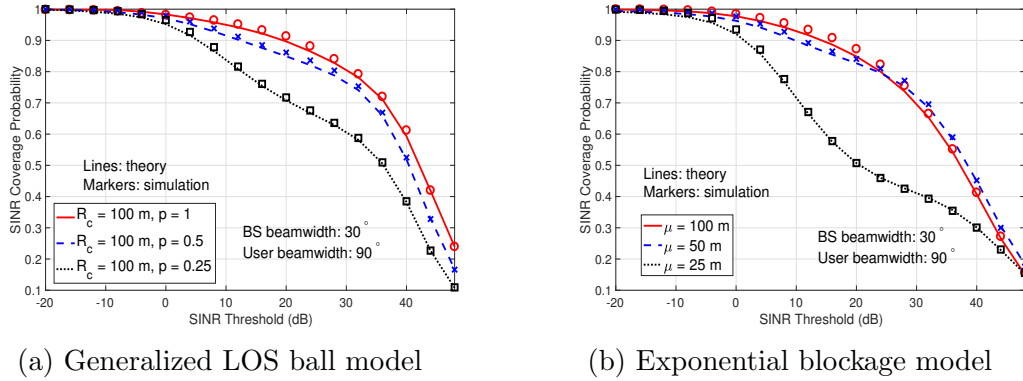 1
0.9
0.8
0.7
0.6
0.5
0.4
0.3
0.2
0.1
SINR Coverage Probability
Lines: theory
Markers: simulation
R_c = 100 m, p = 1
R_c = 100 m, p = 0.5
R_c = 100 m, p = 0.25
BS beamwidth: 30°
User beamwidth: 90°
-20 -10 0 10 20 30 40
SINR Threshold (dB)
(a) Generalized LOS ball model
1
0.9
0.8
0.7
0.6
0.5
0.4
0.3
0.2
0.1
SINR Coverage Probability
Lines: theory
Markers: simulation
μ = 100 m
μ = 50 m
μ = 25 m
BS beamwidth: 30°
User beamwidth: 90°
-20 -10 0 10 20 30 40
SINR Threshold (dB)
(b) Exponential blockage model